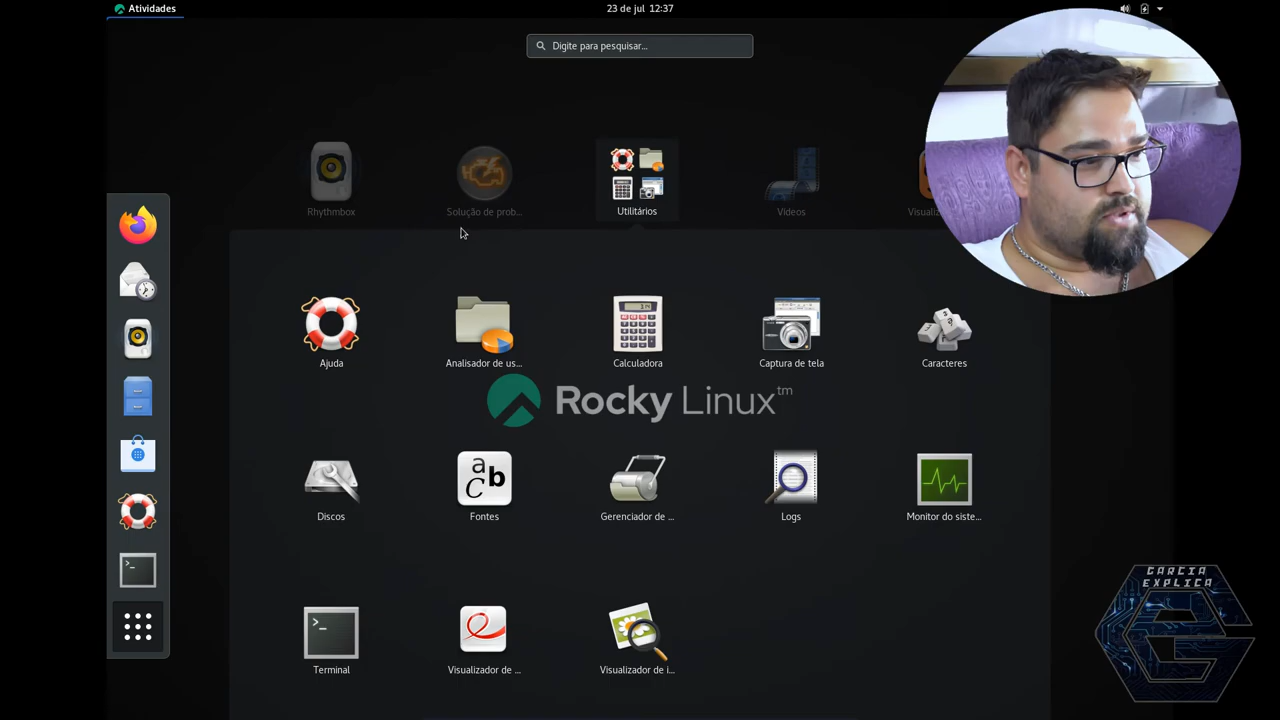 Atividades
23 de jul 12:37
Digite para pesquisar...
Rhythmbox
Solução de prob...
Utilitários
Vídeos
Visualiz
Ajuda
Analisador de us...
Calculadora
Captura de tela
Caracteres
Rocky Linux™
Discos
Fontes
Gerenciador de ...
Logs
Monitor do siste...
Terminal
Visualizador de ...
Visualizador de i...
GARCIA
EXPLICA